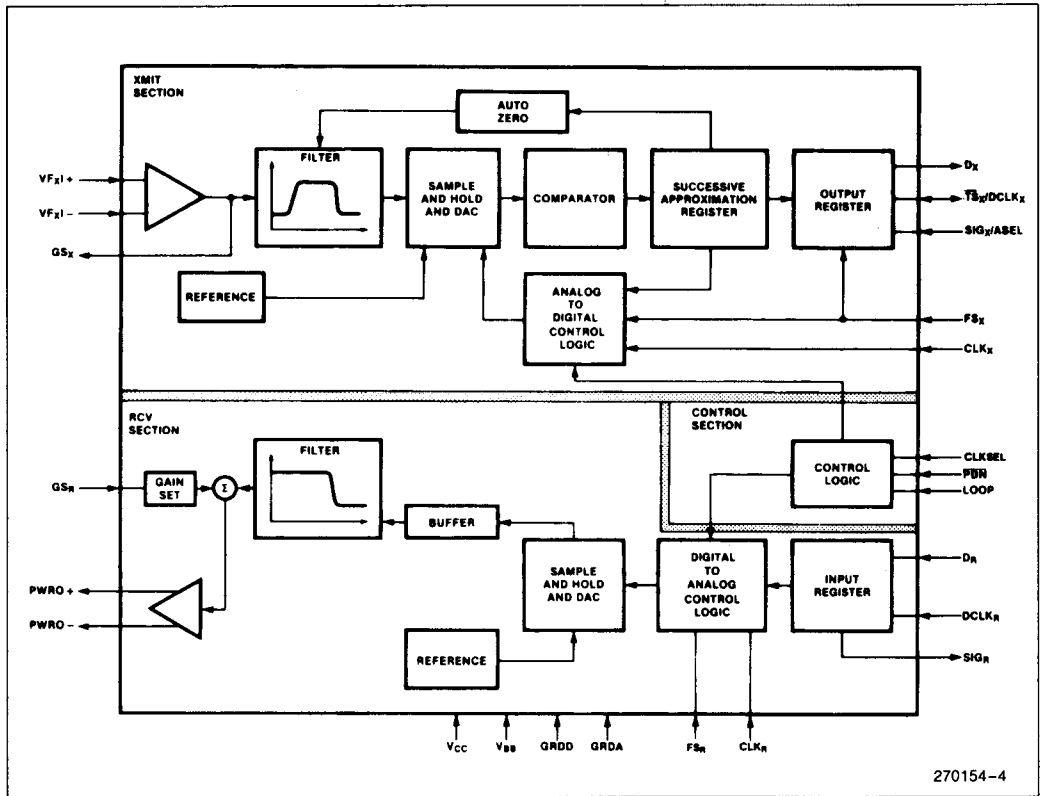 XMIT
SECTION
AUTO
ZERO
FILTER
SAMPLE
AND HOLD
AND DAC
COMPARATOR
SUCCESSIVE
APPROXIMATION
REGISTER
OUTPUT
REGISTER
VFXI+
VFXI−
GSX
DX
T̅S̅X/DCLKX
SIGX/ASEL
FSX
CLKX
REFERENCE
ANALOG
TO
DIGITAL
CONTROL
LOGIC
RCV
SECTION
CONTROL
SECTION
FILTER
GSR
GAIN
SET
Σ
BUFFER
CONTROL
LOGIC
CLKSEL
P̅D̅N̅
LOOP
PWRO+
PWRO−
SAMPLE
AND HOLD
AND DAC
DIGITAL
TO
ANALOG
CONTROL
LOGIC
INPUT
REGISTER
DR
DCLKR
SIGR
REFERENCE
VCC
VBB
GRDD
GRDA
FSR
CLKR
270154-4